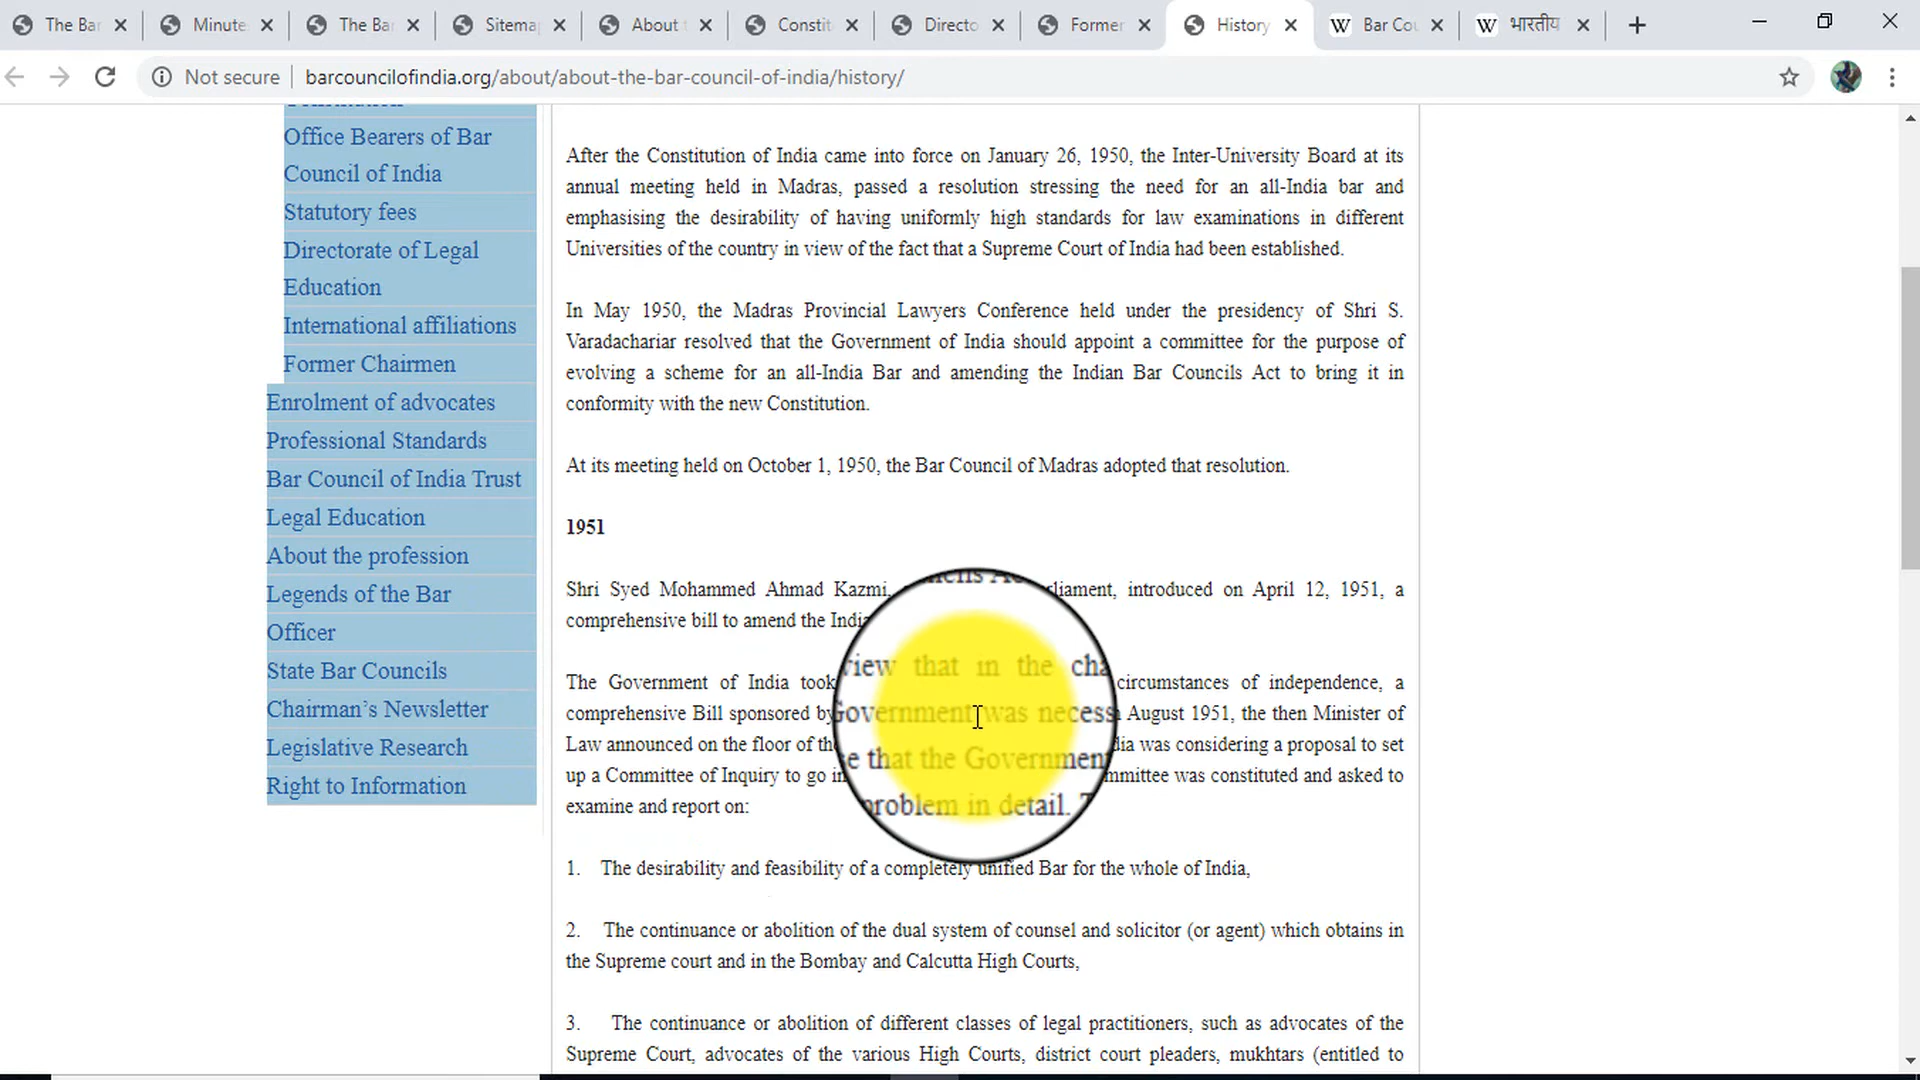 The Bar
Minute
The Bar
Sitema
About
Constit
Directo
Former
History
Bar Cou
भारतीय
Not secure
barcouncilofindia.org/about/about-the-bar-council-of-india/history/
Office Bearers of Bar
Council of India
Statutory fees
Directorate of Legal
Education
International affiliations
Former Chairmen
Enrolment of advocates
Professional Standards
Bar Council of India Trust
Legal Education
About the profession
Legends of the Bar
Officer
State Bar Councils
Chairman’s Newsletter
Legislative Research
Right to Information
After the Constitution of India came into force on January 26, 1950, the Inter-University Board at its
annual meeting held in Madras, passed a resolution stressing the need for an all-India bar and
emphasising the desirability of having uniformly high standards for law examinations in different
Universities of the country in view of the fact that a Supreme Court of India had been established.
In May 1950, the Madras Provincial Lawyers Conference held under the presidency of Shri S.
Varadachariar resolved that the Government of India should appoint a committee for the purpose of
evolving a scheme for an all-India Bar and amending the Indian Bar Councils Act to bring it in
conformity with the new Constitution.
At its meeting held on October 1, 1950, the Bar Council of Madras adopted that resolution.
1951
Shri Syed Mohammed Ahmad Kazmi, introduced on April 12, 1951, a
comprehensive bill to amend the
The Government of India took view that in the circumstances of independence, a
comprehensive Bill sponsored by Government was August 1951, the then Minister of
Law announced on the floor of that the Government was considering a proposal to set
up a Committee of Inquiry to go problem in detail. was constituted and asked to
examine and report on:
1. The desirability and feasibility of a completely unified Bar for the whole of India,
2. The continuance or abolition of the dual system of counsel and solicitor (or agent) which obtains in
the Supreme court and in the Bombay and Calcutta High Courts,
3. The continuance or abolition of different classes of legal practitioners, such as advocates of the
Supreme Court, advocates of the various High Courts, district court pleaders, mukhtars (entitled to